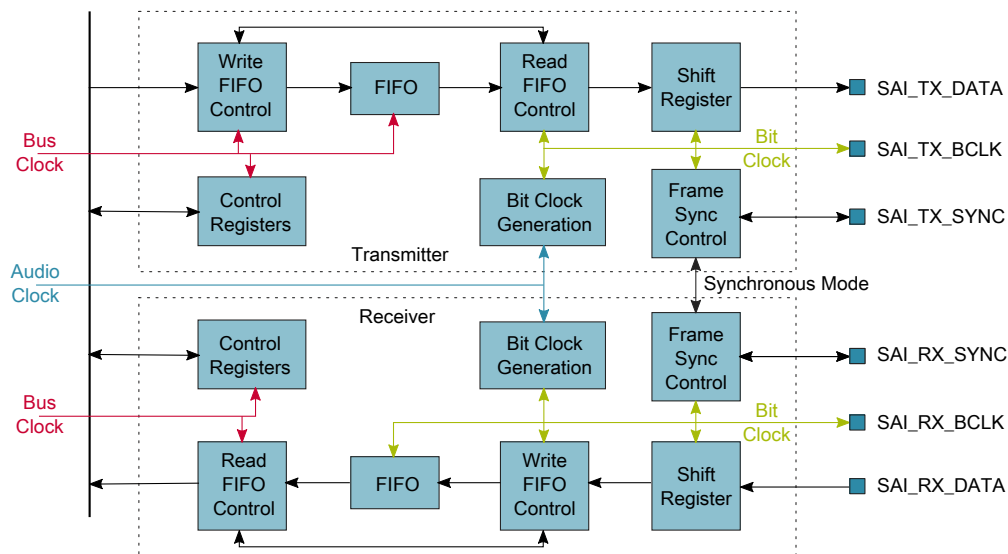 Write
FIFO
Control
FIFO
Read
FIFO
Control
Shift
Register
SAI_TX_DATA
Bus
Clock
Bit
Clock
SAI_TX_BCLK
Control
Registers
Bit Clock
Generation
Frame
Sync
Control
SAI_TX_SYNC
Transmitter
Audio
Clock
Synchronous Mode
Receiver
Control
Registers
Bit Clock
Generation
Frame
Sync
Control
SAI_RX_SYNC
Bus
Clock
Bit
Clock
SAI_RX_BCLK
Read
FIFO
Control
FIFO
Write
FIFO
Control
Shift
Register
SAI_RX_DATA